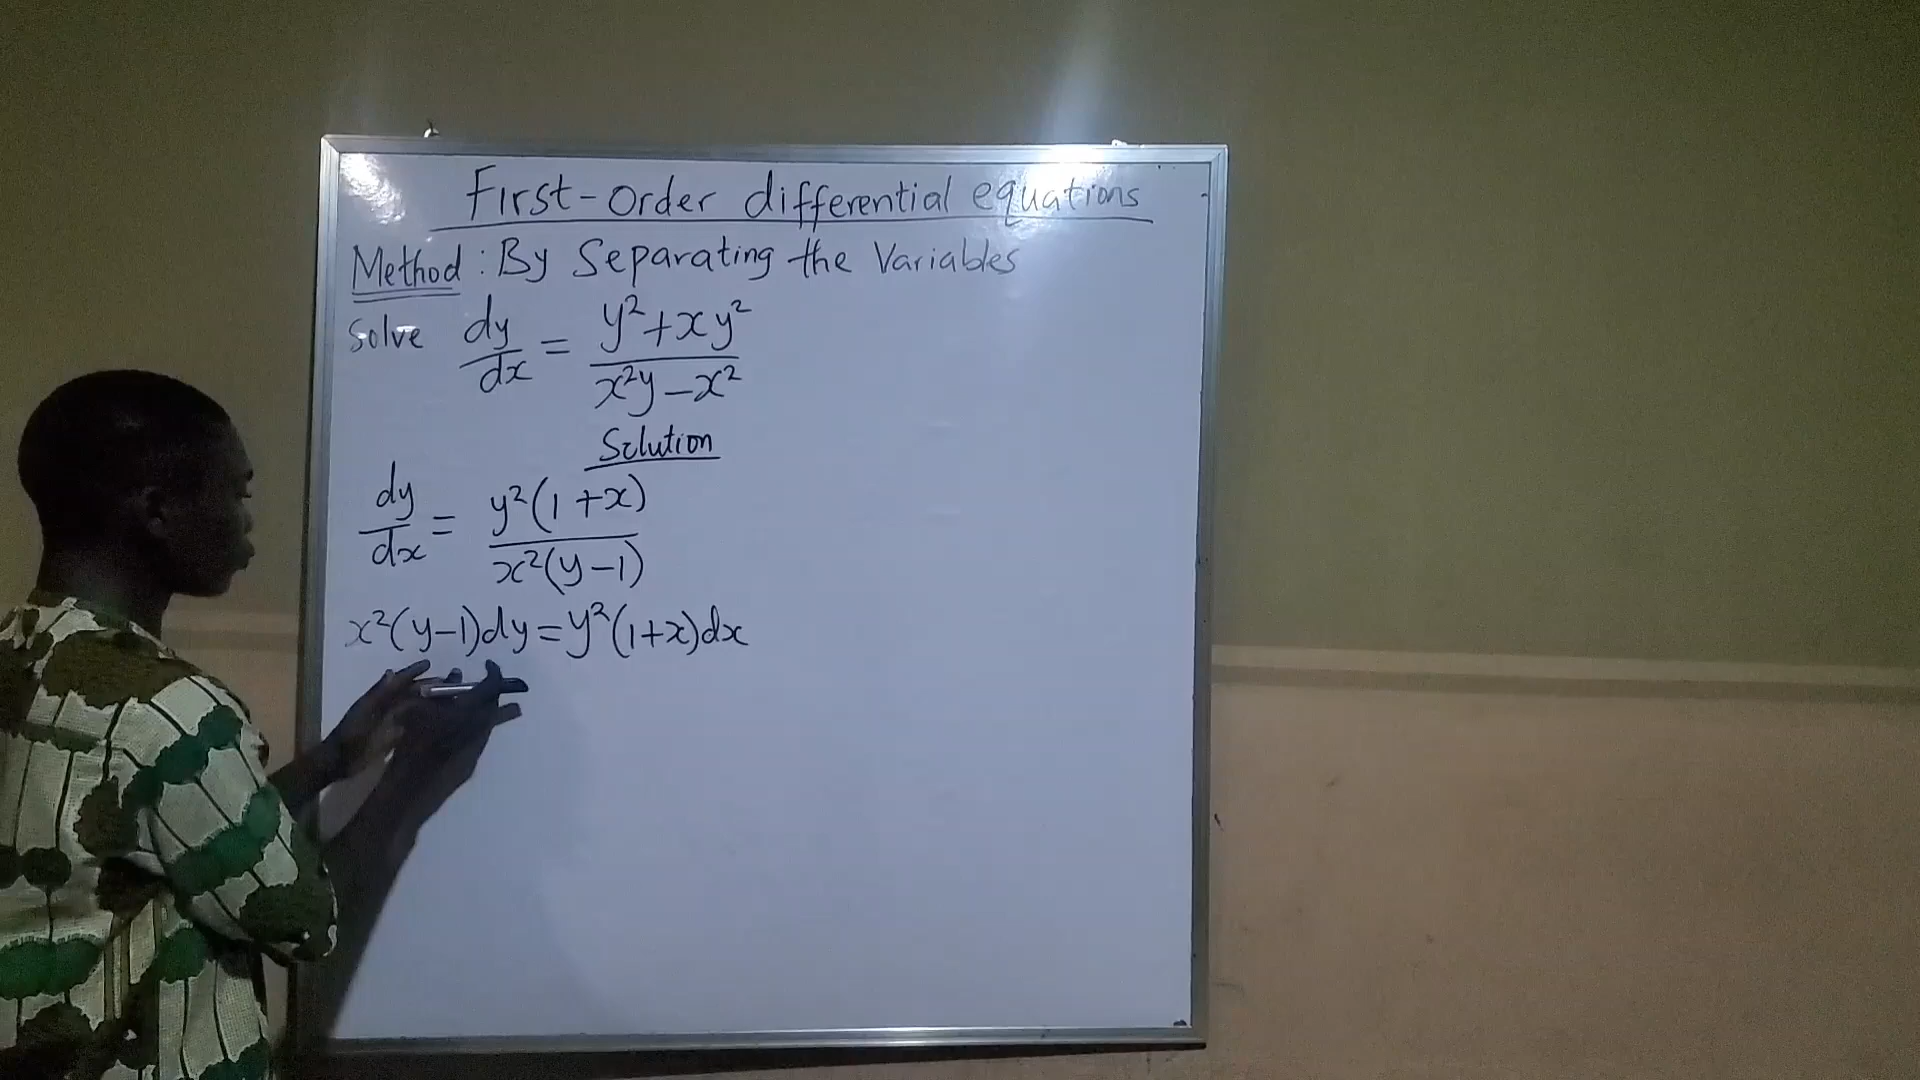 First-Order differential equations
Method: By Separating the Variables
Solve dy/dx = (y²+xy²)/(x²y-x²)
Solution
dy/dx = y²(1+x)/x²(y-1)
x²(y-1)dy=y²(1+x)dx